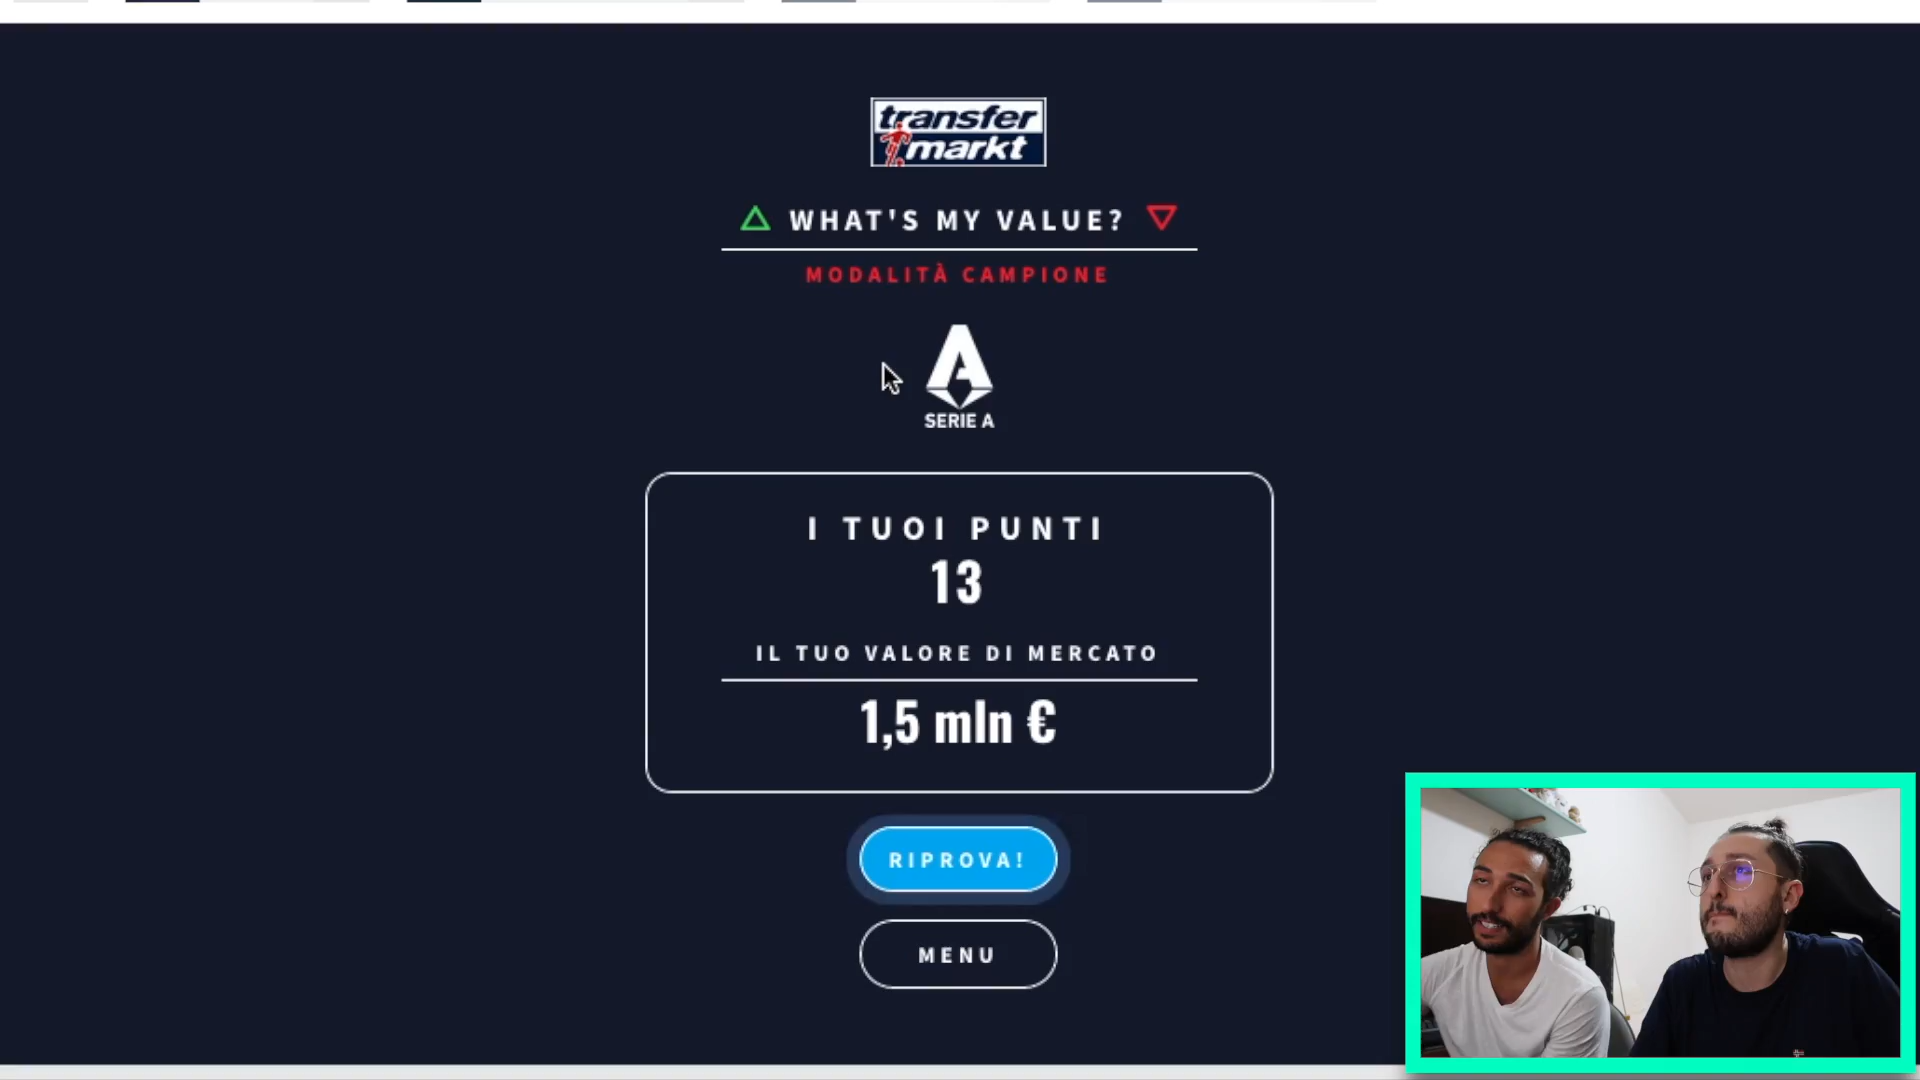 transfer
markt
WHAT'S MY VALUE?
MODALITÀ CAMPIONE
SERIE A
I TUOI PUNTI
13
IL TUO VALORE DI MERCATO
1,5 mln €
RIPROVA!
MENU